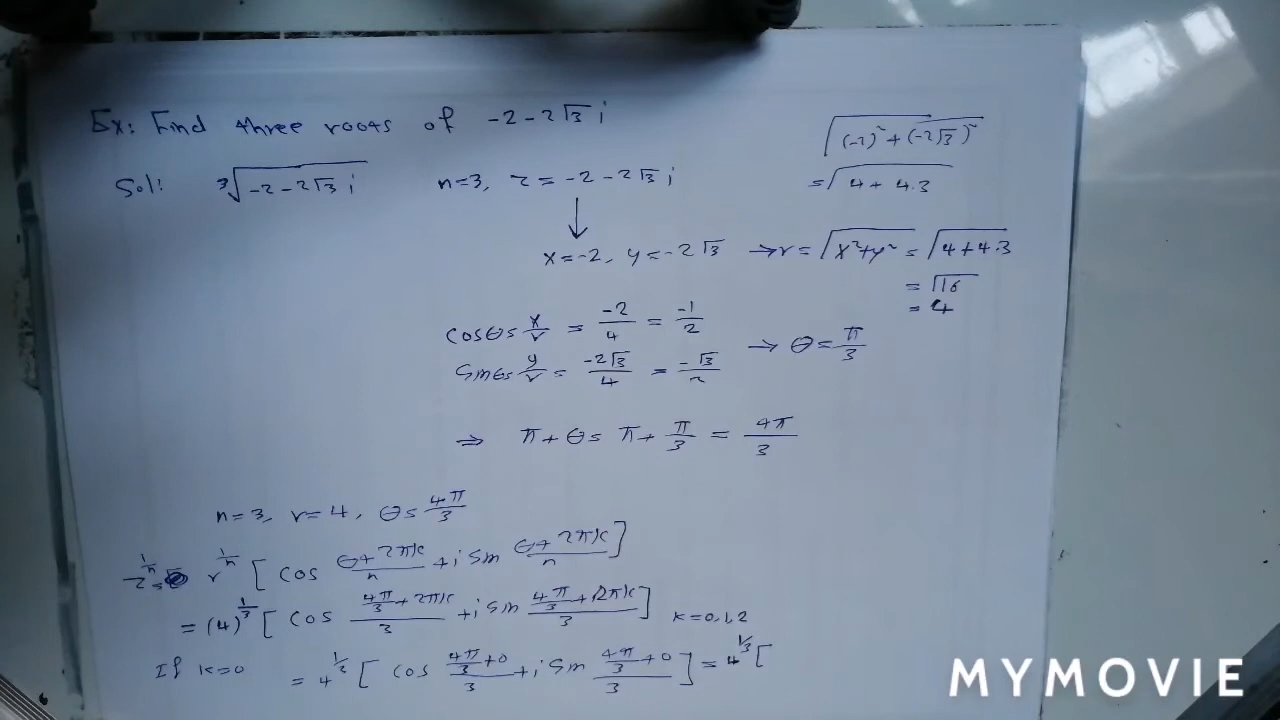 Ex: Find three roots of -2-2√3 i
√((-2)²+(-2√3)²)
Sol: ³√(-2-2√3 i) n=3, z=-2-2√3 i
=√(4+4.3)
↓
x=-2, y=-2√3 → r=√(x²+y²) = √(4+4.3)
= √16
= 4
cosθ= x/r = -2/4 = -1/2
→ θ= π/3
sinθ= y/r = -2√3/4 = -√3/2
⇒ π+θ= π+ π/3 = 4π/3
n=3, r=4, θ= 4π/3
z^(1/n) = r^(1/n) [cos (θ+2πk)/n + i sin (θ+2πk)/n]
= (4)^(1/3) [cos (4π/3+2πk)/3 + i sin (4π/3+2πk)/3] k=0,1,2
If k=0 = 4^(1/3) [cos (4π/3+0)/3 + i sin (4π/3+0)/3] = 4^(1/3) [
MYMOVIE